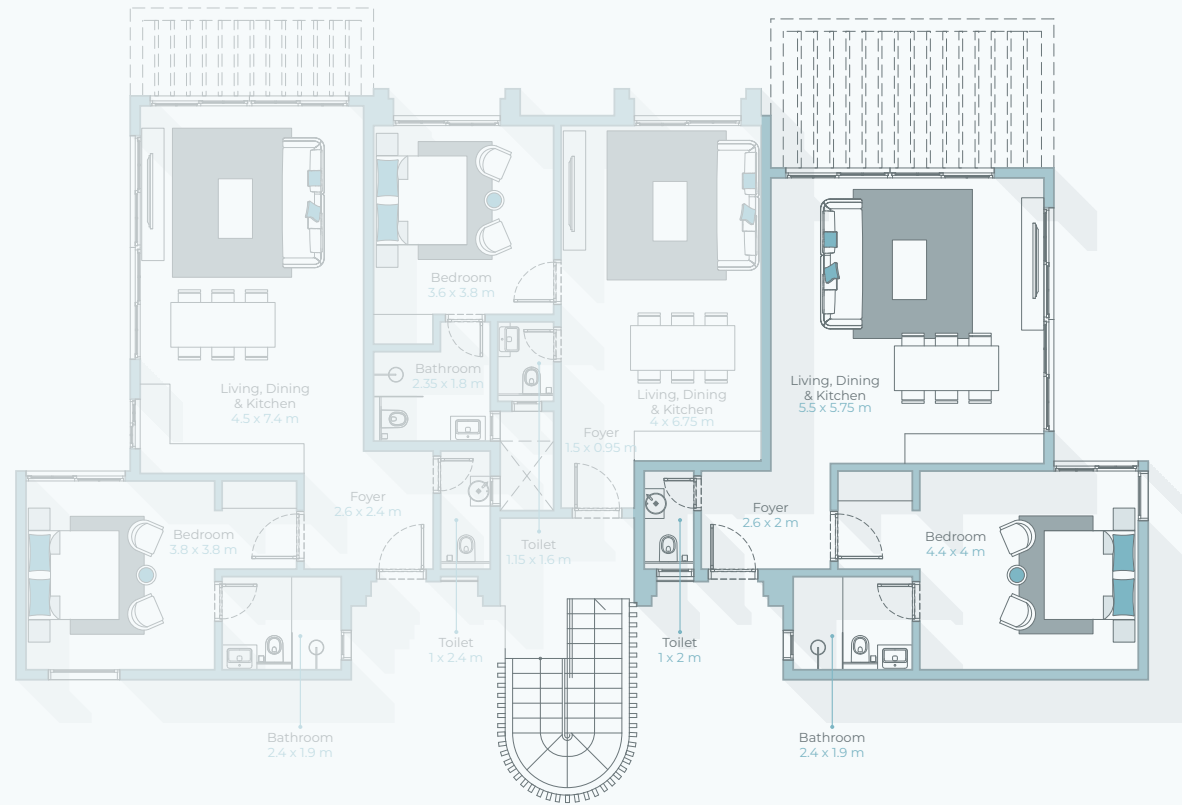 Bedroom
3.6 x 3.8 m
Bathroom
2.35 x 1.8 m
Living, Dining
& Kitchen
4.5 x 7.4 m
Living, Dining
& Kitchen
4 x 6.75 m
Living, Dining
& Kitchen
5.5 x 5.75 m
Foyer
1.5 x 0.95 m
Foyer
2.6 x 2.4 m
Foyer
2.6 x 2 m
Bedroom
3.8 x 3.8 m
Toilet
1.15 x 1.6 m
Bedroom
4.4 x 4 m
Toilet
1 x 2.4 m
Toilet
1 x 2 m
Bathroom
2.4 x 1.9 m
Bathroom
2.4 x 1.9 m